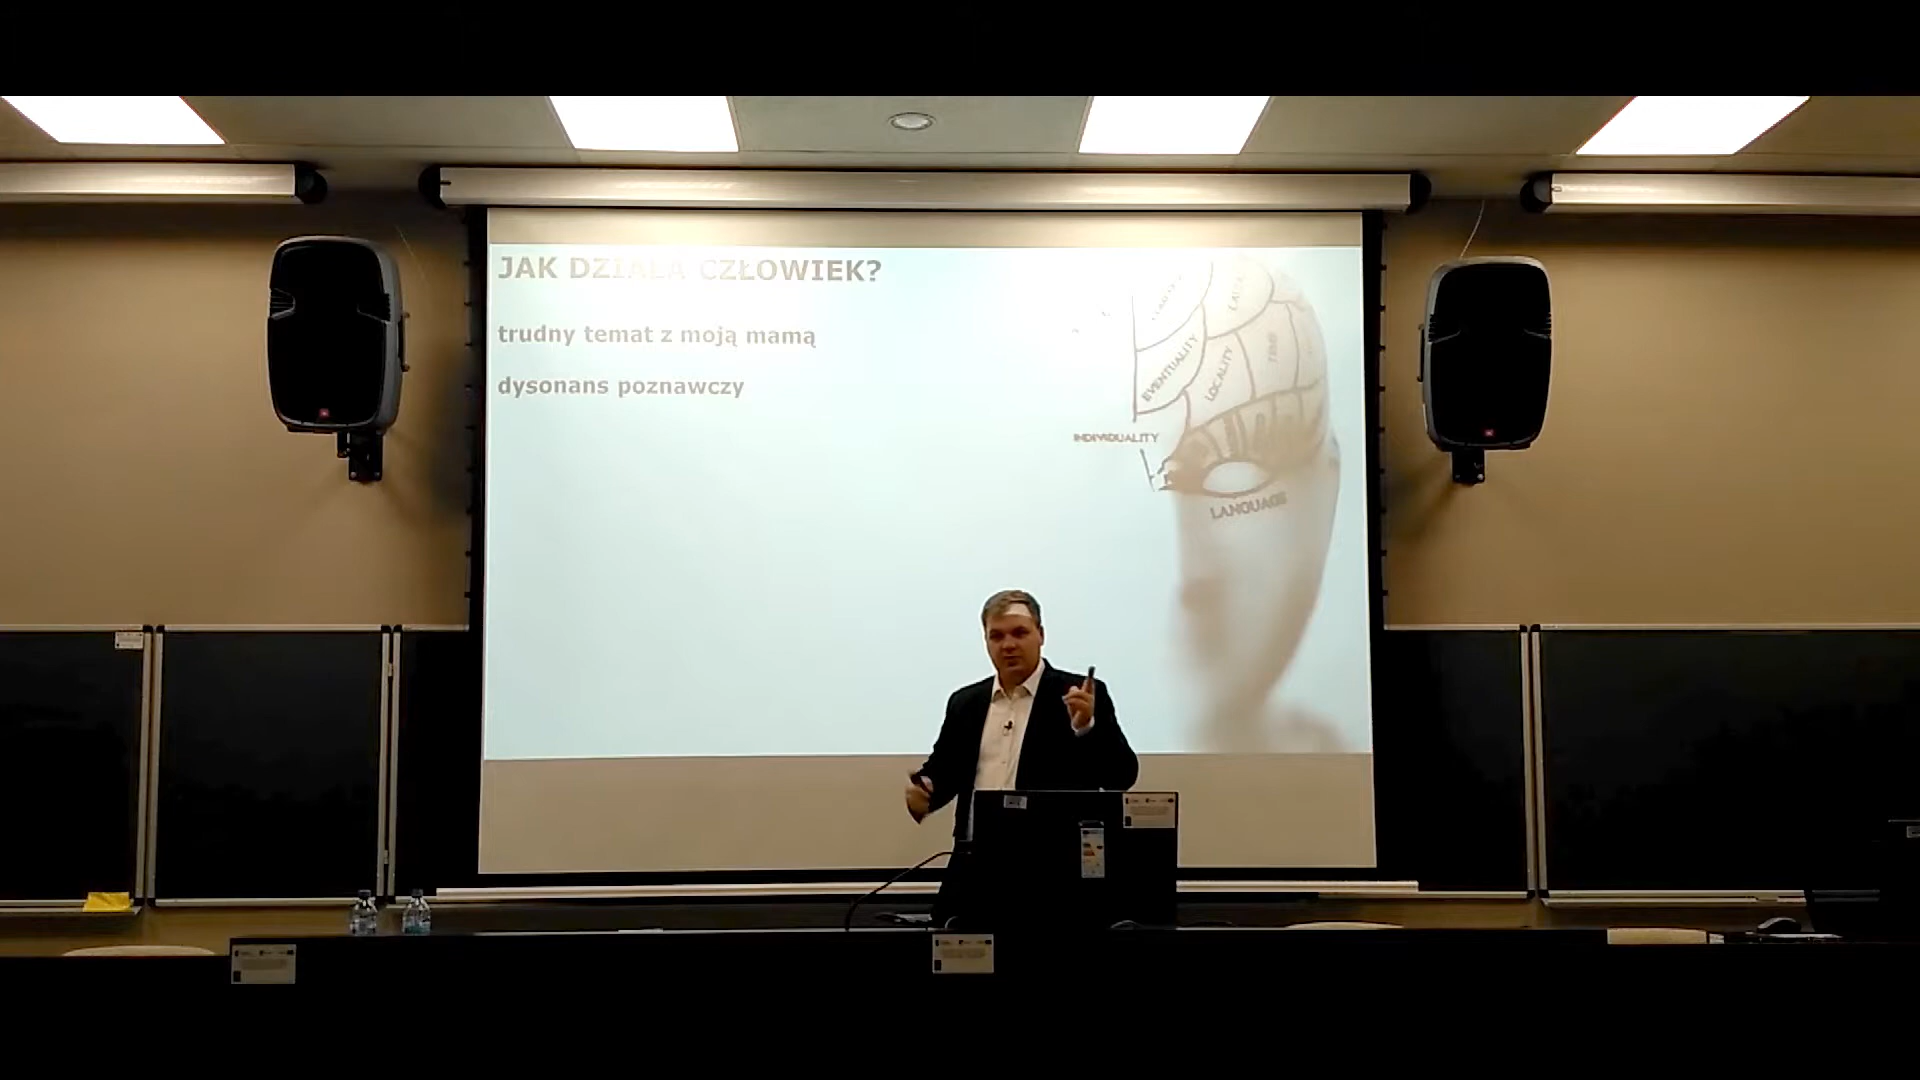 JAK DZIAŁA CZŁOWIEK?
trudny temat z moją mamą
dysonans poznawczy
EVENTUALITY
LOCALITY
TIME
INDIVIDUALITY
LANGUAGE